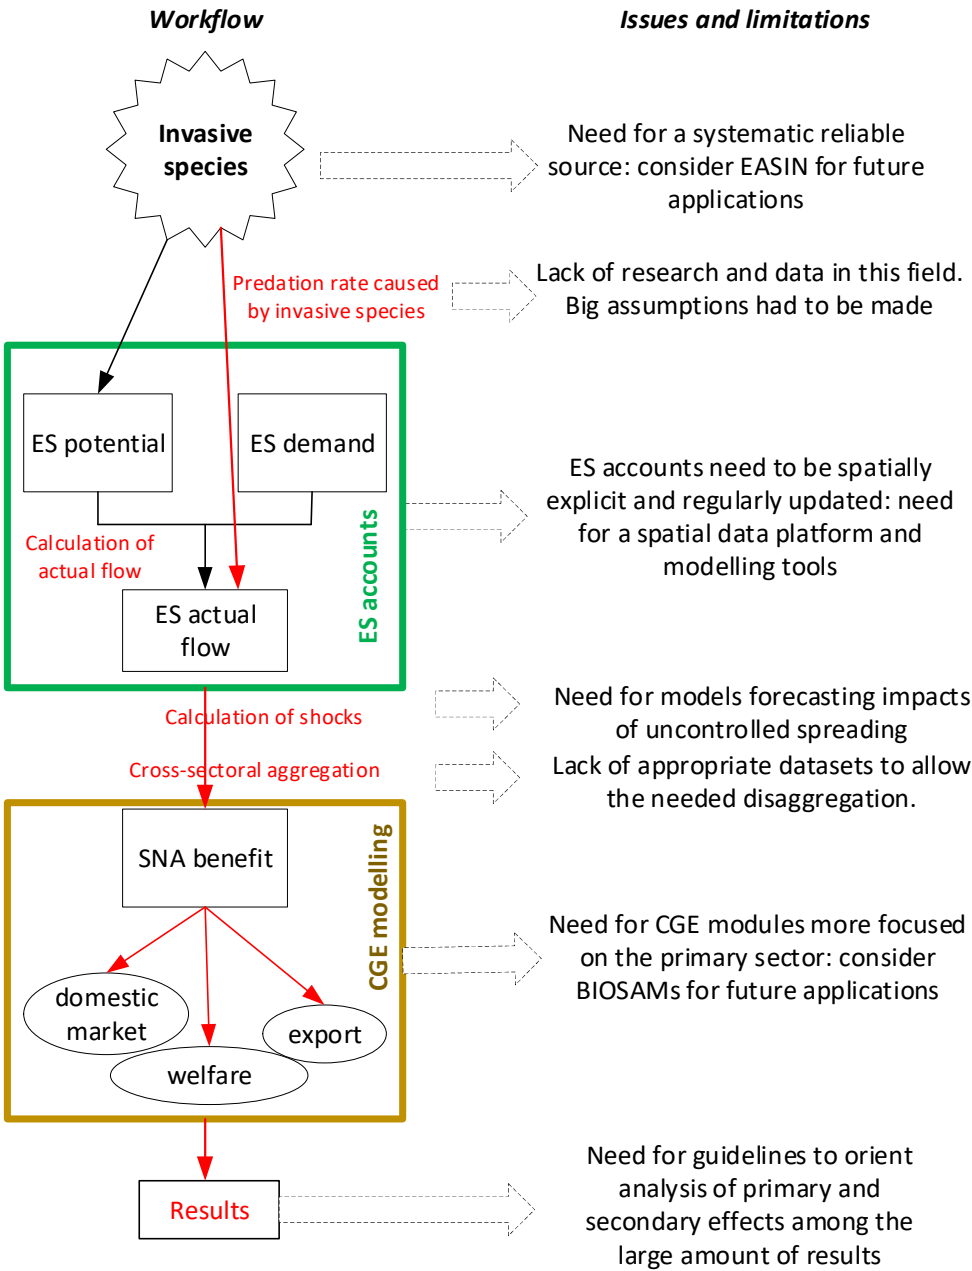 Workflow
Issues and limitations
Invasive
species
Need for a systematic reliable
source: consider EASIN for future
applications
Predation rate caused
by invasive species
Lack of research and data in this field.
Big assumptions had to be made
ES potential
ES demand
Calculation of
actual flow
ES actual
flow
ES accounts
ES accounts need to be spatially
explicit and regularly updated: need
for a spatial data platform and
modelling tools
Calculation of shocks
Need for models forecasting impacts
of uncontrolled spreading
Cross-sectoral aggregation
Lack of appropriate datasets to allow
the needed disaggregation.
SNA benefit
CGE modelling
domestic
market
export
welfare
Need for CGE modules more focused
on the primary sector: consider
BIOSAMs for future applications
Results
Need for guidelines to orient
analysis of primary and
secondary effects among the
large amount of results